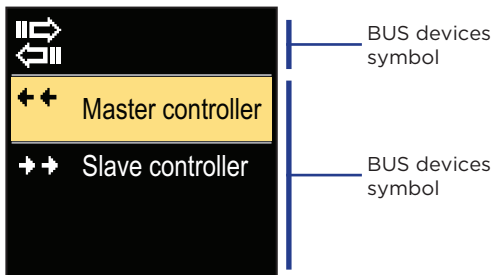 BUS devices
symbol
Master controller
Slave controller
BUS devices
symbol